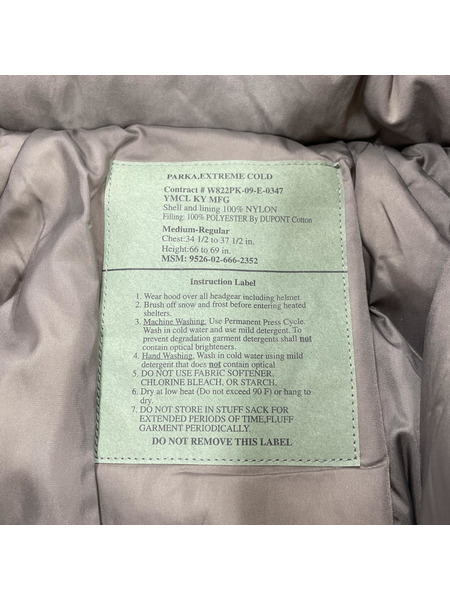 PARKA,EXTREME COLD
Contract # W822PK-09-E-0347
YMCL KY MFG
Shell and lining 100% NYLON
Filling: 100% POLYESTER By DUPONT Cotton
Medium-Regular
Chest:34 1/2 to 37 1/2 in.
Height:66 to 69 in.
MSM: 9526-02-666-2352
Instruction Label
1. Wear hood over all headgear including helmet.
2. Brush off snow and frost before entering heated
shelters.
3. Machine Washing. Use Permanent Press Cycle.
Wash in cold water and use mild detergent. To
prevent degradation garment detergents shall not
contain optical brighteners.
4. Hand Washing. Wash in cold water using mild
detergent that does not contain optical
5. DO NOT USE FABRIC SOFTENER,
CHLORINE BLEACH, OR STARCH.
6. Dry at low heat (Do not exceed 90 F) or hang to
dry.
7. DO NOT STORE IN STUFF SACK FOR
EXTENDED PERIODS OF TIME,FLUFF
GARMENT PERIODICALLY.
DO NOT REMOVE THIS LABEL